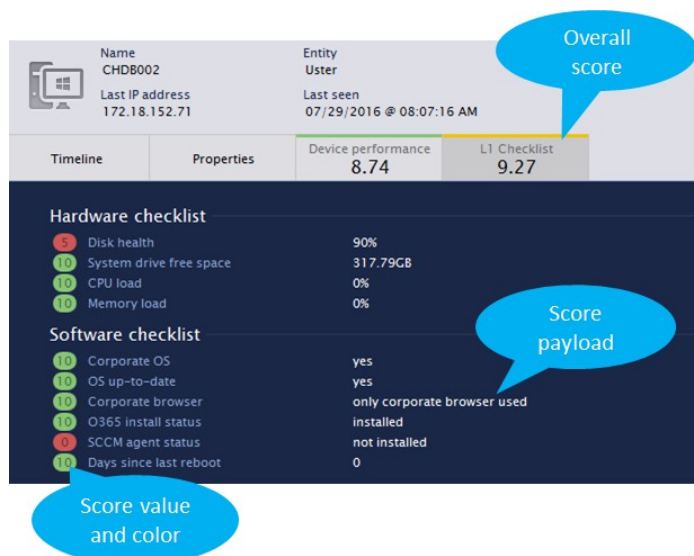 Name
CHDB002
Entity
Uster
Overall
score
Last IP address
172.18.152.71
Last seen
07/29/2016 @ 08:07:16 AM
Timeline
Properties
Device performance
8.74
L1 Checklist
9.27
Hardware checklist
5 Disk health 90%
10 System drive free space 317.79GB
10 CPU load 0%
10 Memory load 0%
Score
payload
Software checklist
10 Corporate OS yes
10 OS up-to-date yes
10 Corporate browser only corporate browser used
10 O365 install status installed
0 SCCM agent status not installed
10 Days since last reboot 0
Score value
and color